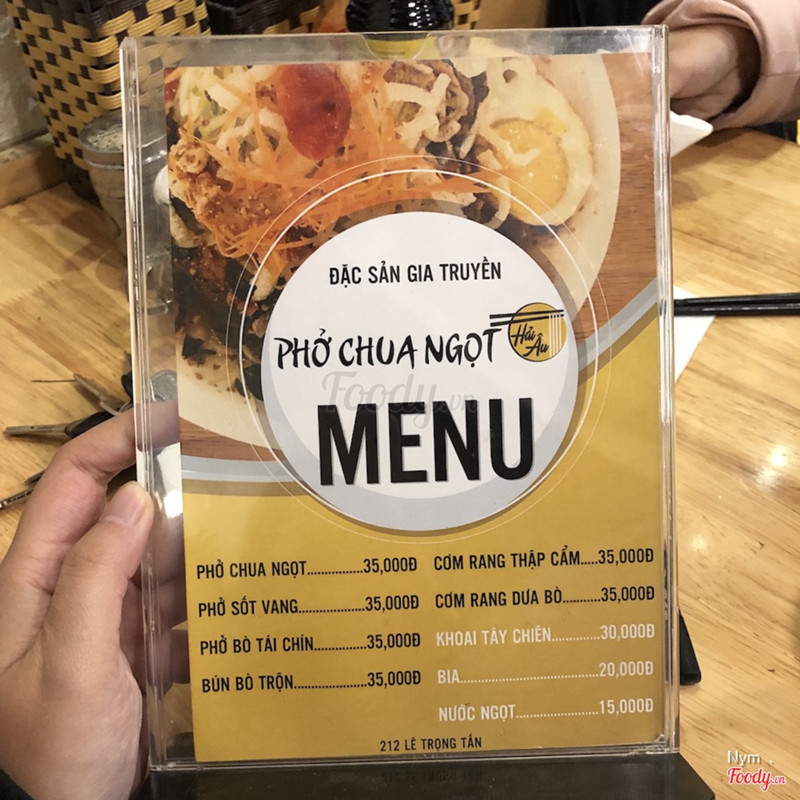 ĐẶC SẢN GIA TRUYỀN
PHỞ CHUA NGỌT
Hải Âu
Foody.vn
MENU
PHỞ CHUA NGỌT...............35,000Đ
PHỞ SỐT VANG..................35,000Đ
PHỞ BÒ TÁI CHÍN..............35,000Đ
BÚN BÒ TRỘN...................35,000Đ
CƠM RANG THẬP CẨM.....35,000Đ
CƠM RANG DƯA BÒ..........35,000Đ
KHOAI TÂY CHIÊN.............30,000Đ
BIA.....................................20,000Đ
NƯỚC NGỌT......................15,000Đ
212 LÊ TRỌNG TẤN
Nym .
Foody.vn